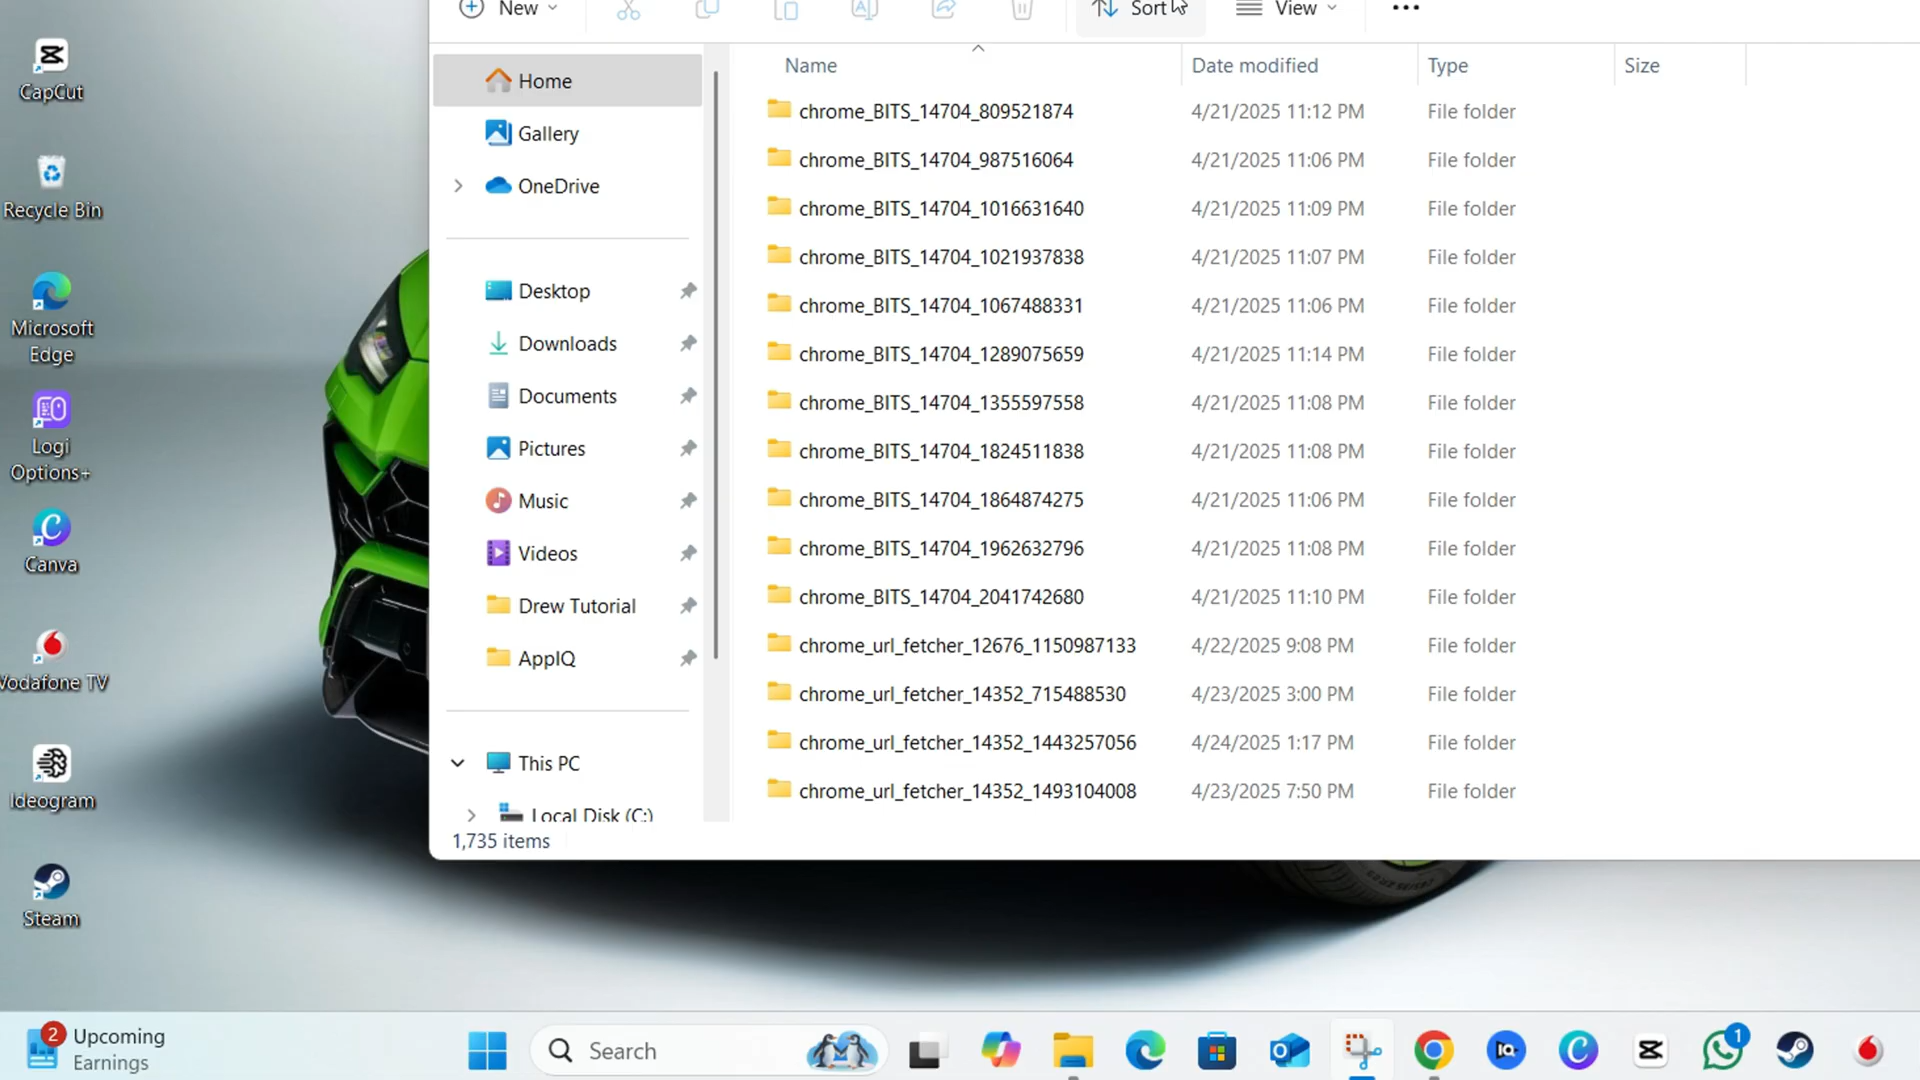 CapCut
Recycle Bin
Microsoft
Edge
Logi
Options+
Canva
Vodafone TV
Ideogram
Steam
New
Sort
View
Home
Gallery
OneDrive
Desktop
Downloads
Documents
Pictures
Music
Videos
Drew Tutorial
AppIQ
This PC
Local Disk (C:)
1,735 items
Name Date modified Type Size
chrome_BITS_14704_809521874 4/21/2025 11:12 PM File folder
chrome_BITS_14704_987516064 4/21/2025 11:06 PM File folder
chrome_BITS_14704_1016631640 4/21/2025 11:09 PM File folder
chrome_BITS_14704_1021937838 4/21/2025 11:07 PM File folder
chrome_BITS_14704_1067488331 4/21/2025 11:06 PM File folder
chrome_BITS_14704_1289075659 4/21/2025 11:14 PM File folder
chrome_BITS_14704_1355597558 4/21/2025 11:08 PM File folder
chrome_BITS_14704_1824511838 4/21/2025 11:08 PM File folder
chrome_BITS_14704_1864874275 4/21/2025 11:06 PM File folder
chrome_BITS_14704_1962632796 4/21/2025 11:08 PM File folder
chrome_BITS_14704_2041742680 4/21/2025 11:10 PM File folder
chrome_url_fetcher_12676_1150987133 4/22/2025 9:08 PM File folder
chrome_url_fetcher_14352_715488530 4/23/2025 3:00 PM File folder
chrome_url_fetcher_14352_1443257056 4/24/2025 1:17 PM File folder
chrome_url_fetcher_14352_1493104008 4/23/2025 7:50 PM File folder
2
Upcoming
Earnings
Search
IQ
1